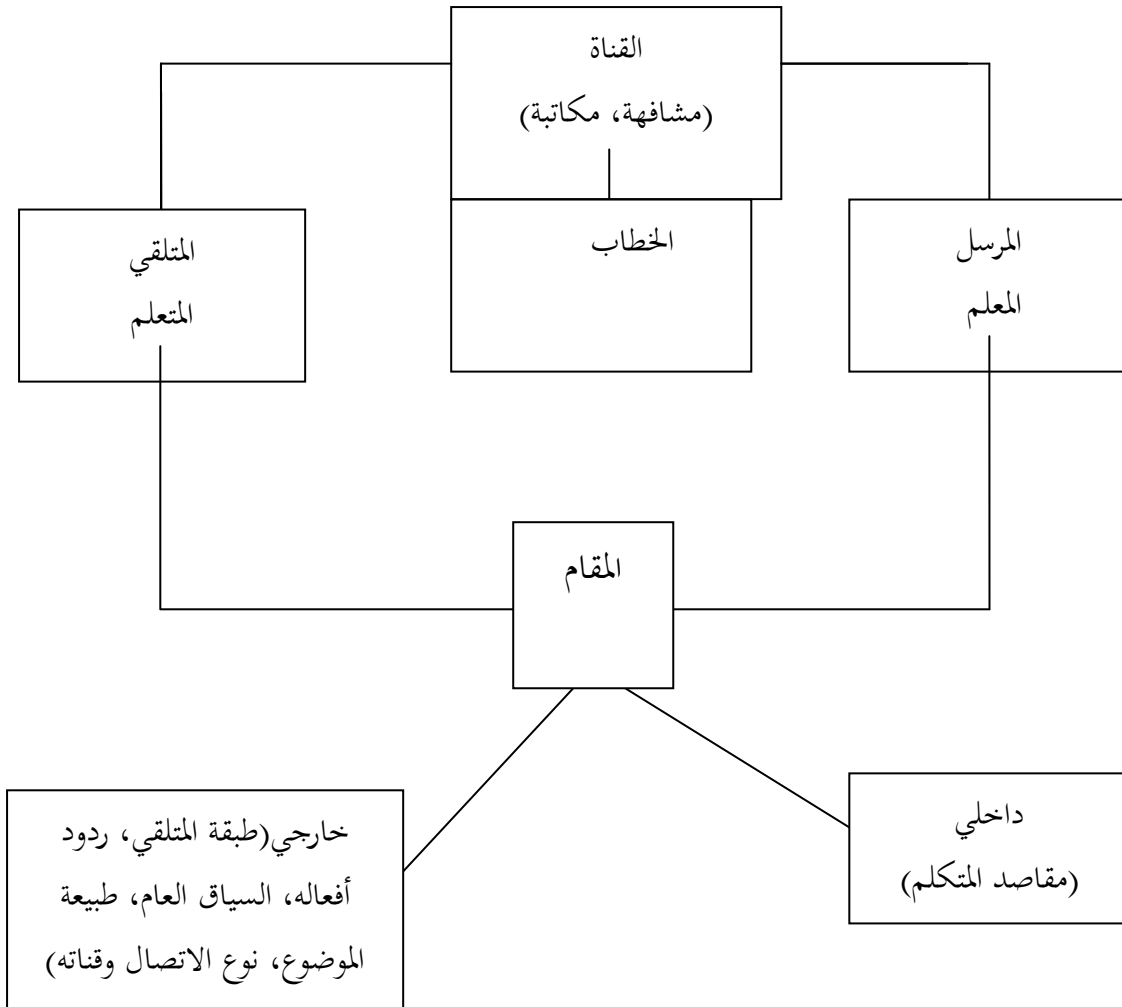 القناة
(مشافهة، مكاتبة)
الخطاب
المرسل
المعلم
المتلقي
المتعلم
المقام
داخلي
(مقاصد المتكلم)
خارجي(طبقة المتلقي، ردود
أفعاله، السياق العام، طبيعة
الموضوع، نوع الاتصال وقناته)